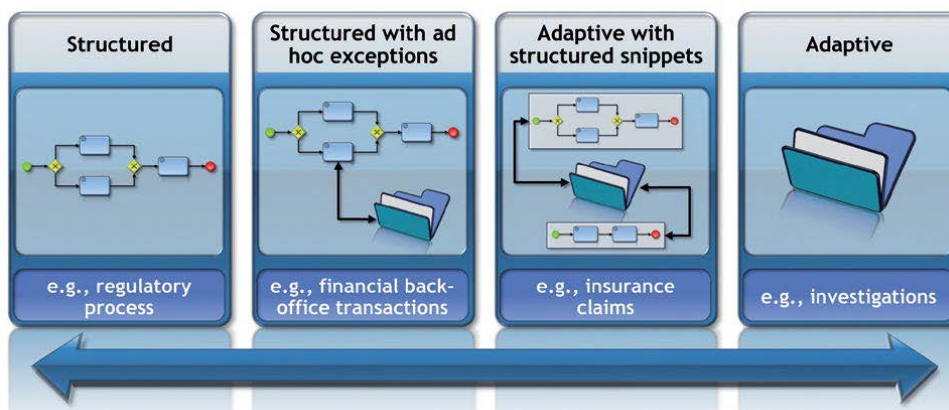 Structured
e.g., regulatory
process
Structured with ad
hoc exceptions
e.g., financial back-
office transactions
Adaptive with
structured snippets
e.g., insurance
claims
Adaptive
e.g., investigations